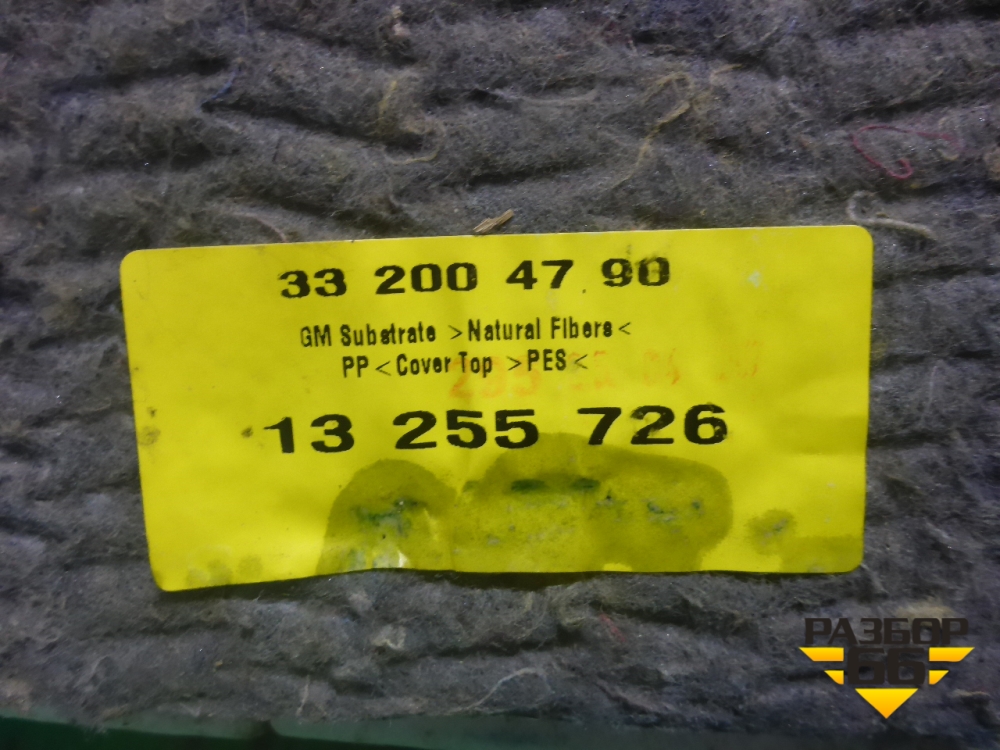 33 200 47 90
GM Substrate >Natural Fibers<
PP<Cover Top >PES<
13 255 726
РАЗБОР
66